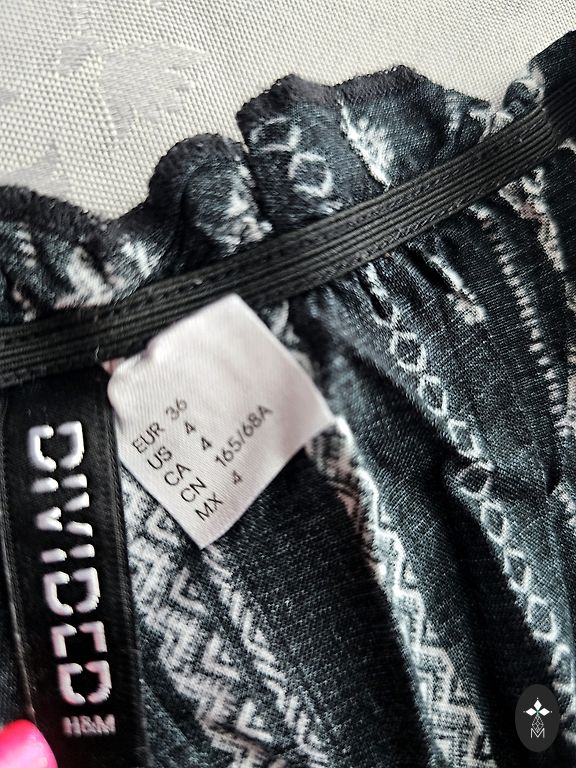 EUR 36
US 4
CA 4
CN 165/68A
MX 4
DIVIDED
H&M
M